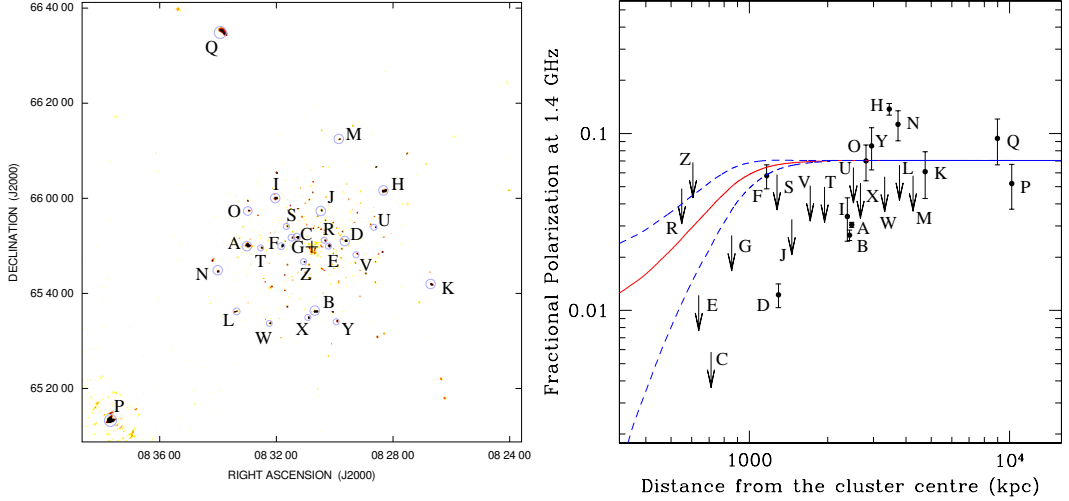 66 40 00
66 20 00
66 00 00
65 40 00
65 20 00
DECLINATION (J2000)
08 36 00
08 32 00
08 28 00
08 24 00
RIGHT ASCENSION (J2000)
Q
M
I
J
H
O
S
U
A
F
C
R
D
G
T
E
V
Z
N
K
L
B
W
X
Y
P
Fractional Polarization at 1.4 GHz
0.1
0.01
1000
10⁴
Distance from the cluster centre (kpc)
H
N
Z
O
Y
Q
U
L
K
P
F
S
V
T
X
R
I
W
M
A
G
J
B
D
E
C